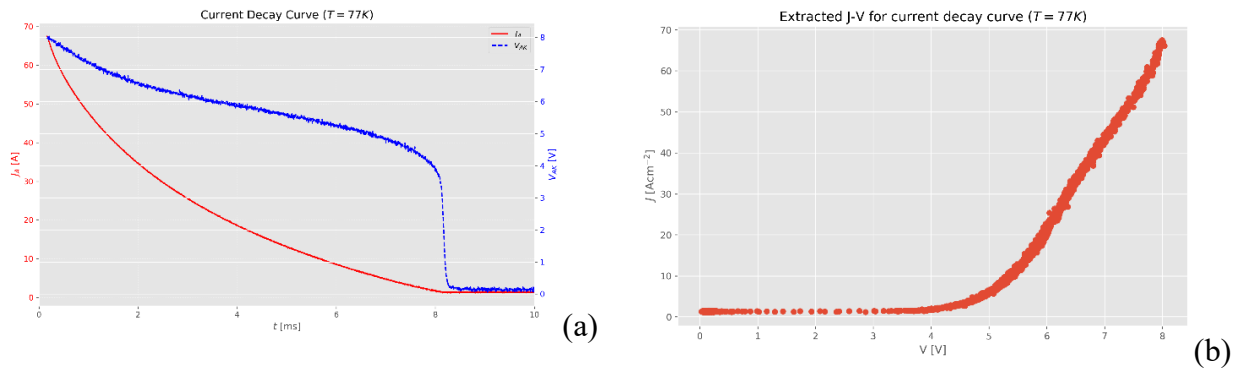 Current Decay Curve (T = 77K)
J_A
V_AK
70
60
50
40
30
20
10
0
J_A [A]
8
7
6
5
4
3
2
1
0
V_AK [V]
0 2 4 6 8 10
t [ms]
(a)
Extracted J-V for current decay curve (T = 77K)
70
60
50
40
30
20
10
0
J [Acm⁻²]
0 1 2 3 4 5 6 7 8
V [V]
(b)